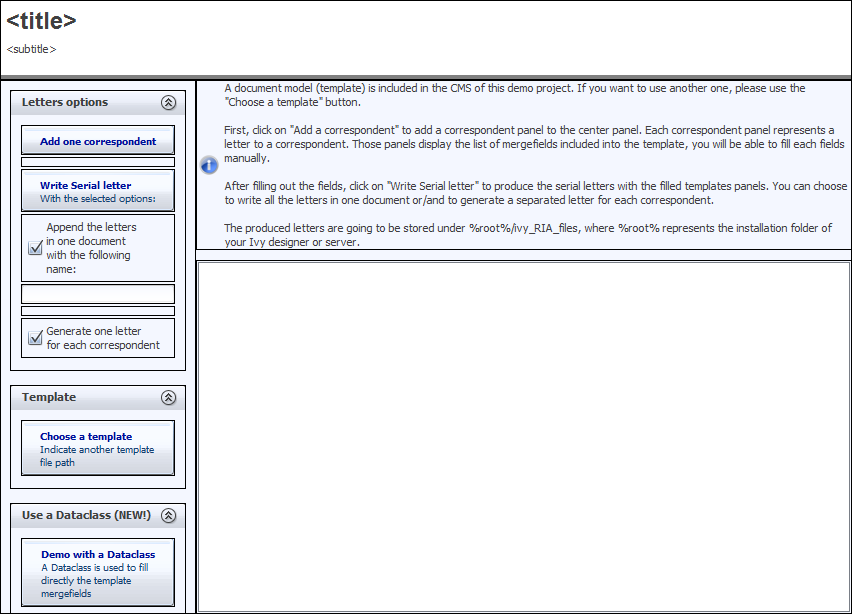 <title>
<subtitle>
Letters options
Add one correspondent
Write Serial letter
With the selected options:
Append the letters
in one document
with the following
name:
Generate one letter
for each correspondent
Template
Choose a template
Indicate another template
file path
Use a Dataclass (NEW!)
Demo with a Dataclass
A Dataclass is used to fill
directly the template
mergefields
A document model (template) is included in the CMS of this demo project. If you want to use another one, please use the
"Choose a template" button.
First, click on "Add a correspondent" to add a correspondent panel to the center panel. Each correspondent panel represents a
letter to a correspondent. Those panels display the list of mergefields included into the template, you will be able to fill each fields
manually.
After filling out the fields, click on "Write Serial letter" to produce the serial letters with the filled templates panels. You can choose
to write all the letters in one document or/and to generate a separated letter for each correspondent.
The produced letters are going to be stored under %root%/ivy_RIA_files, where %root% represents the installation folder of
your Ivy designer or server.